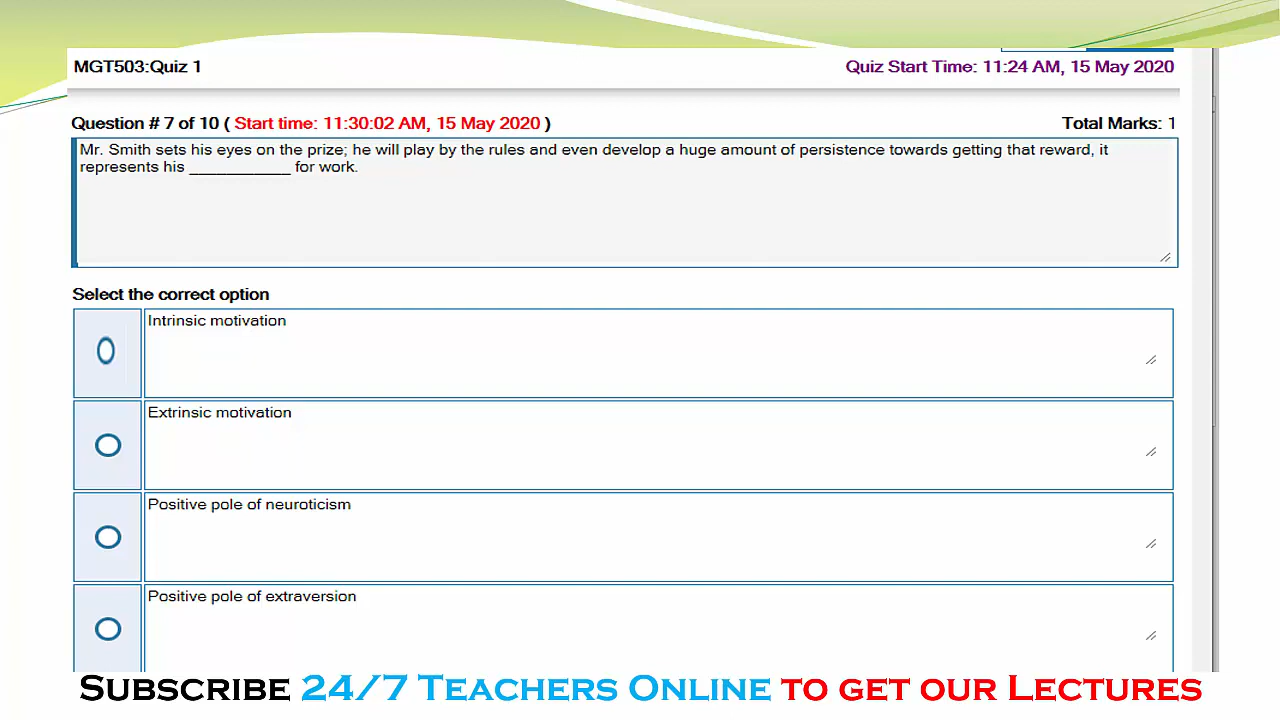 MGT503:Quiz 1
Quiz Start Time: 11:24 AM, 15 May 2020
Question # 7 of 10 ( Start time: 11:30:02 AM, 15 May 2020 )
Total Marks: 1
Mr. Smith sets his eyes on the prize; he will play by the rules and even develop a huge amount of persistence towards getting that reward, it
represents his ___________ for work.
Select the correct option
Intrinsic motivation
Extrinsic motivation
Positive pole of neuroticism
Positive pole of extraversion
Subscribe 24/7 Teachers Online to get our Lectures